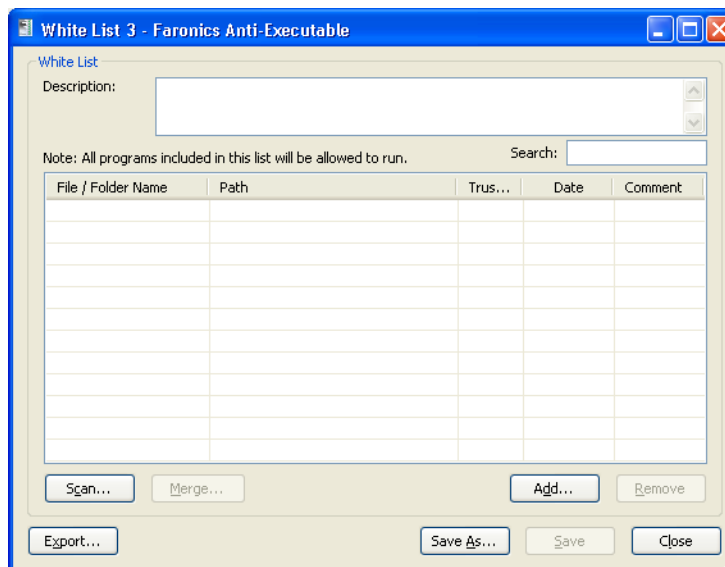 White List 3 - Faronics Anti-Executable
White List
Description:
Note: All programs included in this list will be allowed to run.
Search:
File / Folder Name Path Trus... Date Comment
Scan... Merge... Add... Remove
Export... Save As... Save Close